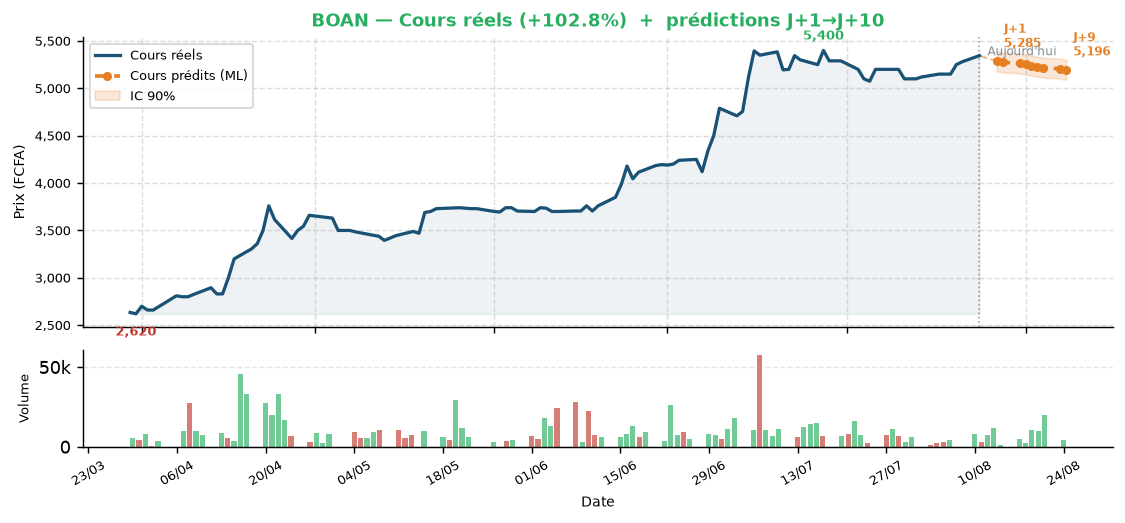 BOAN — Cours réels (+102.8%)  +  prédictions J+1→J+10
5,400
J+1
5,285
J+9
5,196
Aujourd'hui
Cours réels
Cours prédits (ML)
IC 90%
Prix (FCFA)
5,500
5,000
4,500
4,000
3,500
3,000
2,500
2,620
Volume
50k
0
23/03
06/04
20/04
04/05
18/05
01/06
15/06
29/06
13/07
27/07
10/08
24/08
Date